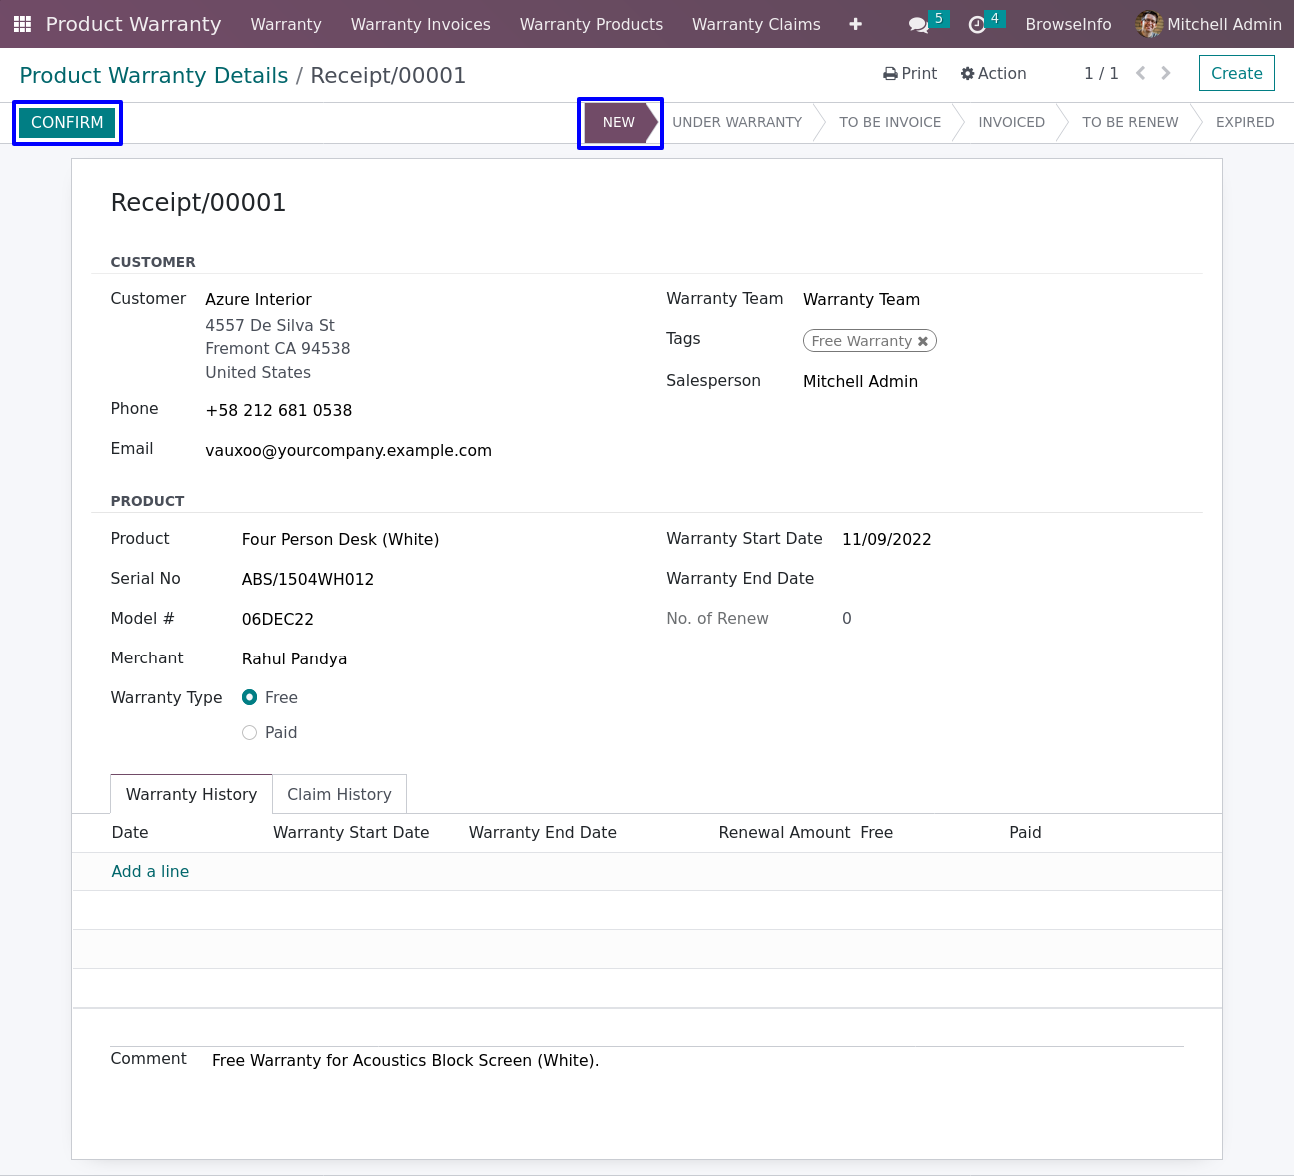 Product Warranty Warranty Warranty Invoices Warranty Products Warranty Claims 5 4 BrowseInfo Mitchell Admin
Product Warranty Details / Receipt/00001 Print Action 1 / 1 Create
CONFIRM NEW UNDER WARRANTY TO BE INVOICE INVOICED TO BE RENEW EXPIRED
Receipt/00001
CUSTOMER
Customer Azure Interior Warranty Team Warranty Team
4557 De Silva St
Fremont CA 94538 Tags Free Warranty
United States Salesperson Mitchell Admin
Phone +58 212 681 0538
Email vauxoo@yourcompany.example.com
PRODUCT
Product Four Person Desk (White) Warranty Start Date 11/09/2022
Serial No ABS/1504WH012 Warranty End Date
Model # 06DEC22 No. of Renew 0
Merchant Rahul Pandya
Warranty Type Free
Paid
Warranty History Claim History
Date Warranty Start Date Warranty End Date Renewal Amount Free Paid
Add a line
Comment Free Warranty for Acoustics Block Screen (White).